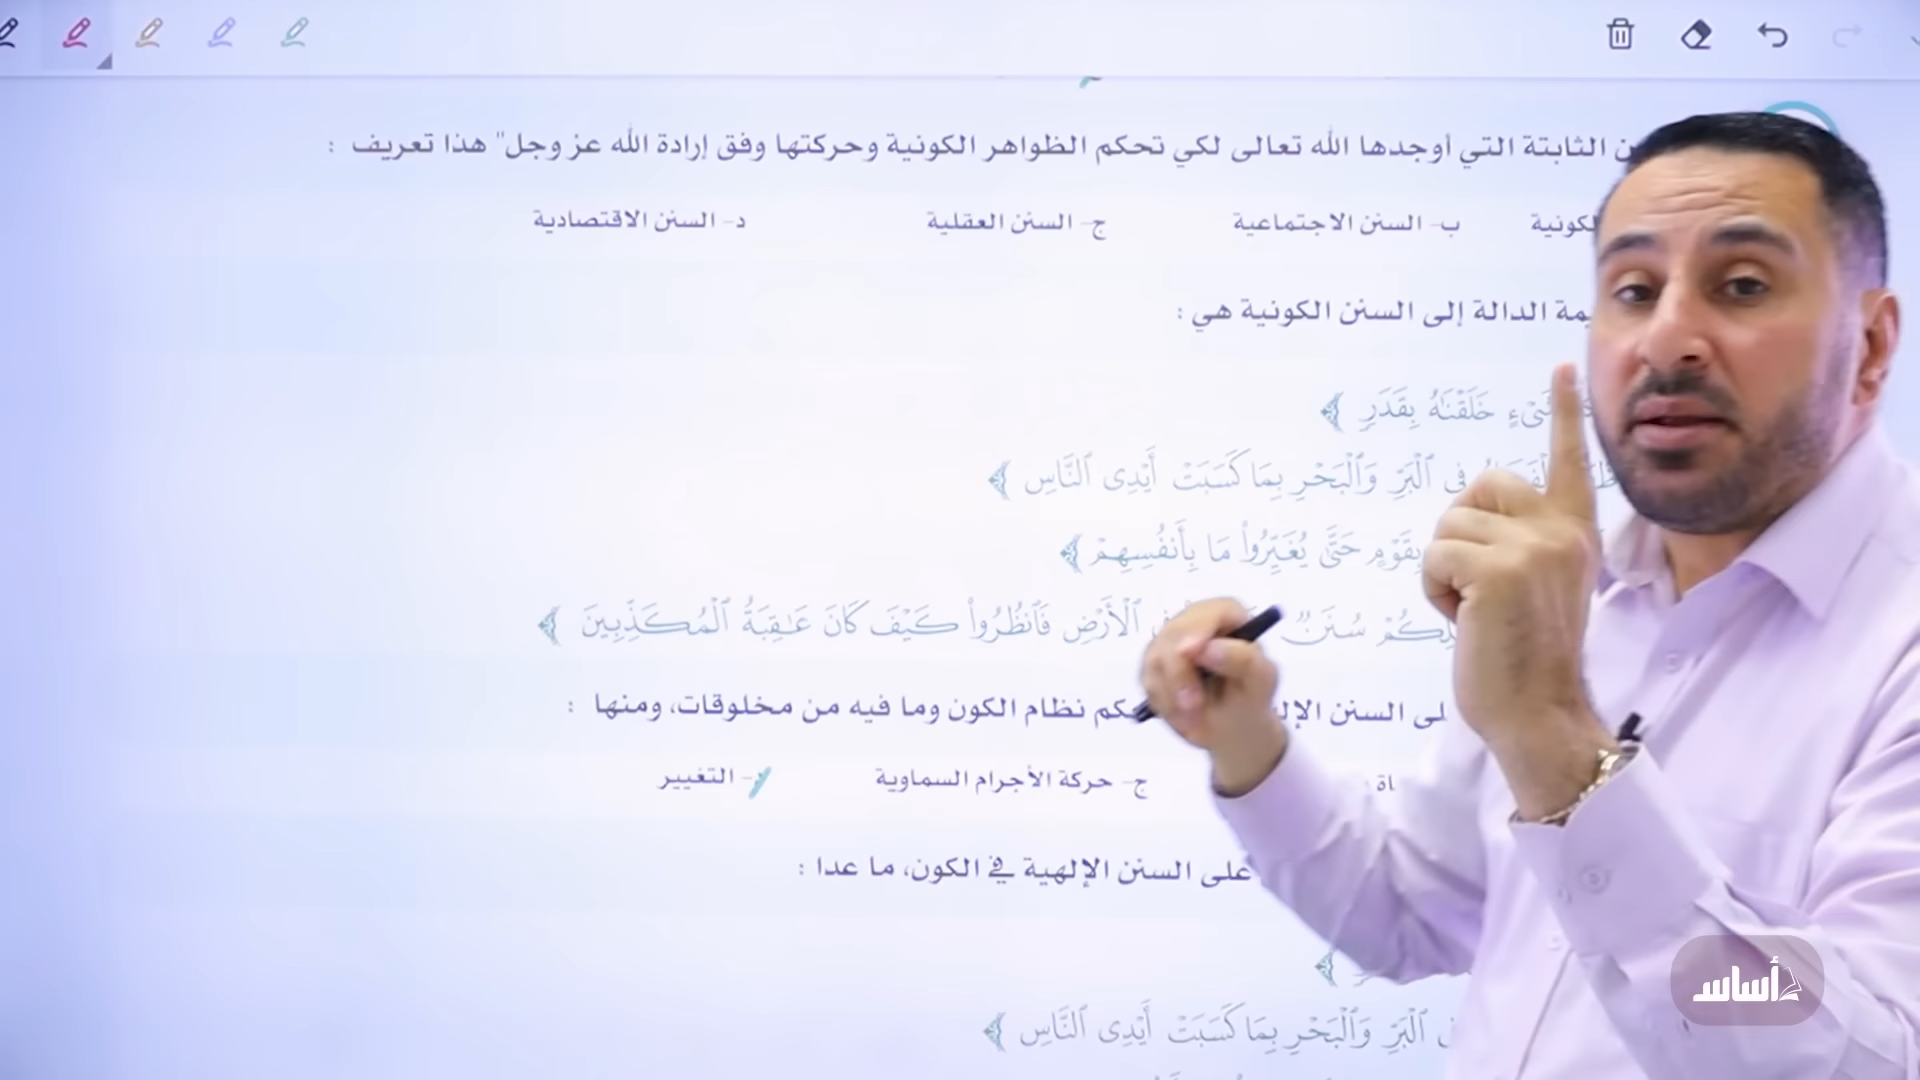 الثابتة التي أوجدها الله تعالى لكي تحكم الظواهر الكونية وحركتها وفق إرادة الله عز وجل" هذا تعريف :
ب- السنن الاجتماعية ج- السنن العقلية د- السنن الاقتصادية
الدالة إلى السنن الكونية هي :
شَىْءٍ خَلَقْنَٰهُ بِقَدَرٍ
فِى ٱلْبَرِّ وَٱلْبَحْرِ بِمَا كَسَبَتْ أَيْدِى ٱلنَّاسِ
بِقَوْمٍ حَتَّىٰ يُغَيِّرُوا۟ مَا بِأَنفُسِهِمْ
سُنَنٌ ٱلْأَرْضِ فَٱنظُرُوا۟ كَيْفَ كَانَ عَٰقِبَةُ ٱلْمُكَذِّبِينَ
السنن نظام الكون وما فيه من مخلوقات، ومنها :
ج- حركة الأجرام السماوية د- التغيير
على السنن الإلهية في الكون، ما عدا :
ٱلْبَرِّ وَٱلْبَحْرِ بِمَا كَسَبَتْ أَيْدِى ٱلنَّاسِ
أساس